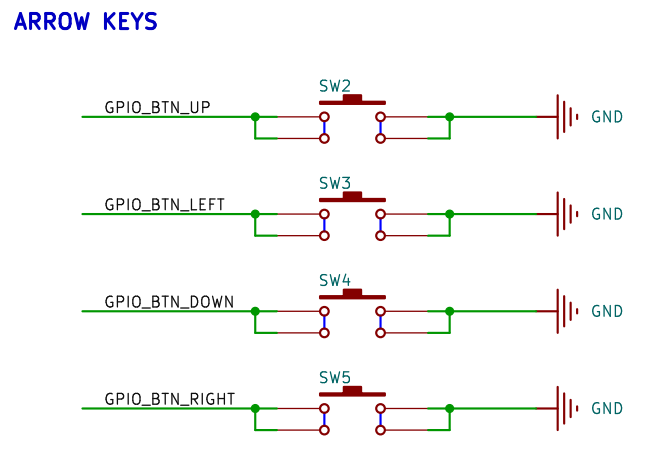 ARROW KEYS
SW2
GPIO_BTN_UP
GND
SW3
GPIO_BTN_LEFT
GND
SW4
GPIO_BTN_DOWN
GND
SW5
GPIO_BTN_RIGHT
GND